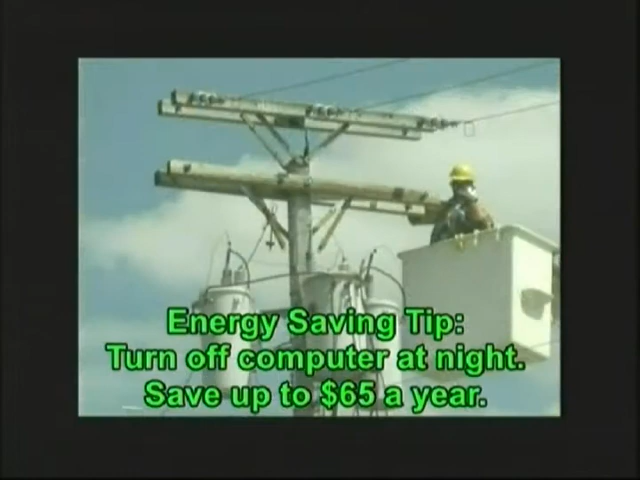 Energy Saving Tip:
Turn off computer at night.
Save up to $65 a year.